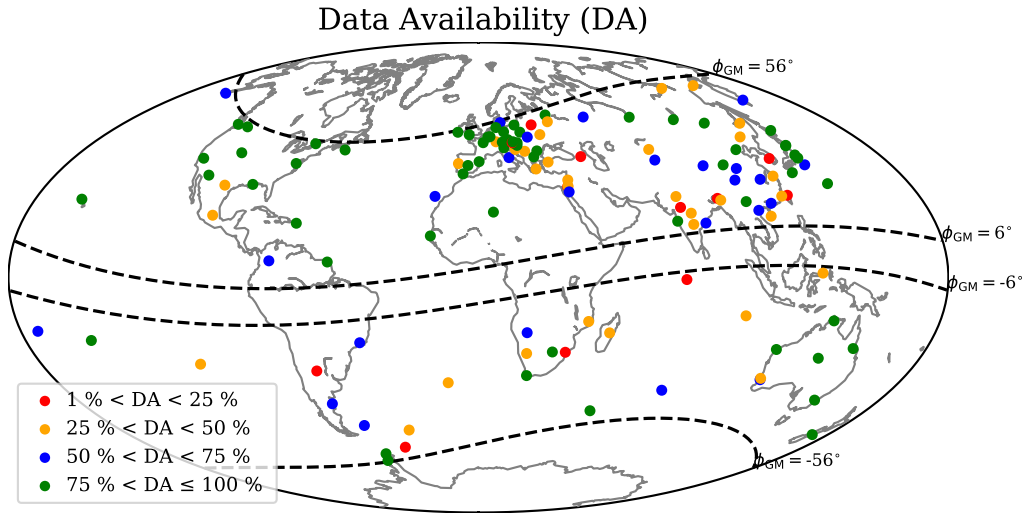 Data Availability (DA)
ϕGM = 56°
ϕGM = 6°
ϕGM = -6°
1 % < DA < 25 %
25 % < DA < 50 %
50 % < DA < 75 %
75 % < DA ≤ 100 %
ϕGM = -56°